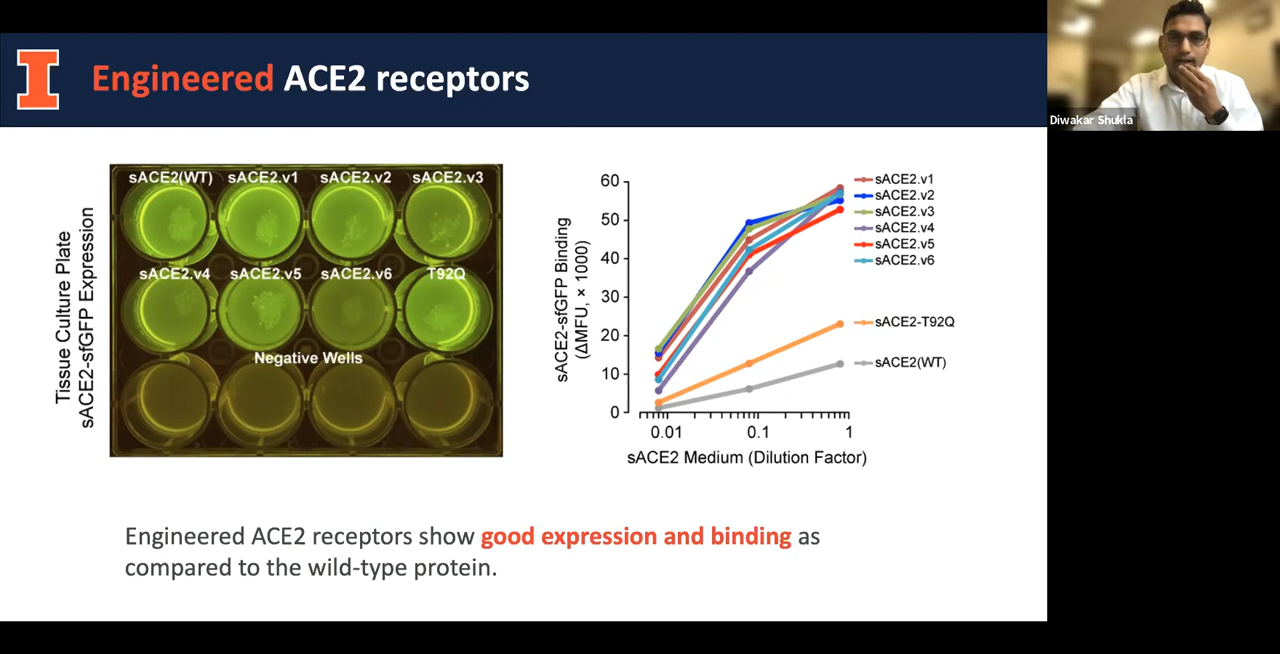 Engineered ACE2 receptors
Diwakar Shukla
Tissue Culture Plate
sACE2-sfGFP Expression
sACE2(WT) sACE2.v1 sACE2.v2 sACE2.v3
sACE2.v4 sACE2.v5 sACE2.v6 T92Q
Negative Wells
sACE2-sfGFP Binding
(ΔMFU, × 1000)
60
50
40
30
20
10
0
0.01 0.1 1
sACE2 Medium (Dilution Factor)
sACE2.v1
sACE2.v2
sACE2.v3
sACE2.v4
sACE2.v5
sACE2.v6
sACE2-T92Q
sACE2(WT)
Engineered ACE2 receptors show good expression and binding as
compared to the wild-type protein.